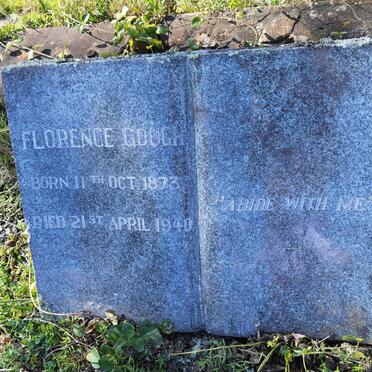 FLORENCE GOUGH
BORN 11TH OCT. 1873
DIED 21ST APRIL 1940
"ABIDE WITH ME